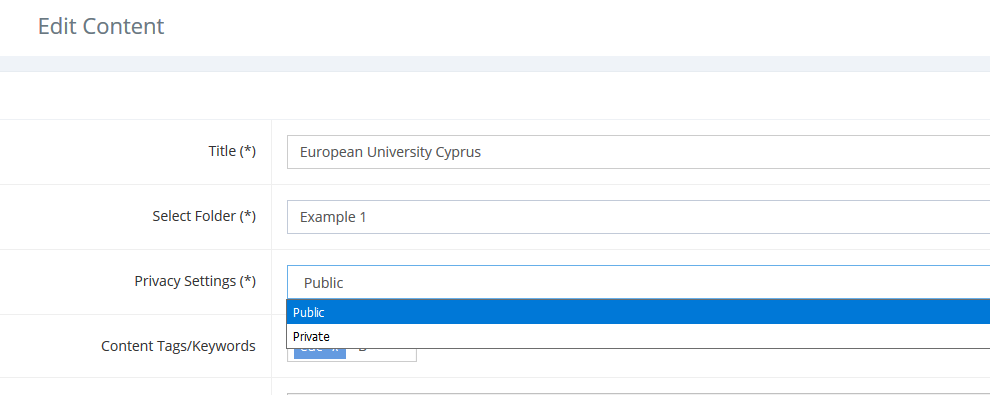 Edit Content
Title (*)
European University Cyprus
Select Folder (*)
Example 1
Privacy Settings (*)
Public
Public
Private
Content Tags/Keywords